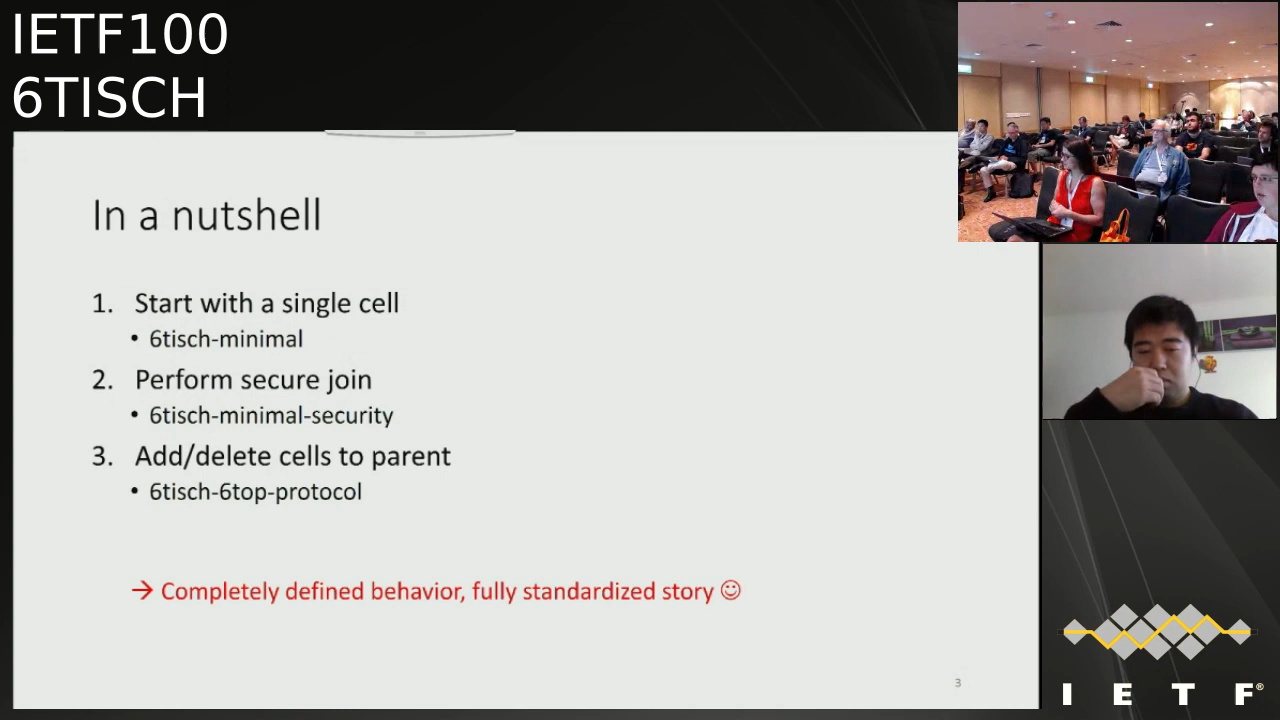 IETF100
6TISCH
In a nutshell
1. Start with a single cell
• 6tisch-minimal
2. Perform secure join
• 6tisch-minimal-security
3. Add/delete cells to parent
• 6tisch-6top-protocol
→ Completely defined behavior, fully standardized story ☺
3
I E T F®